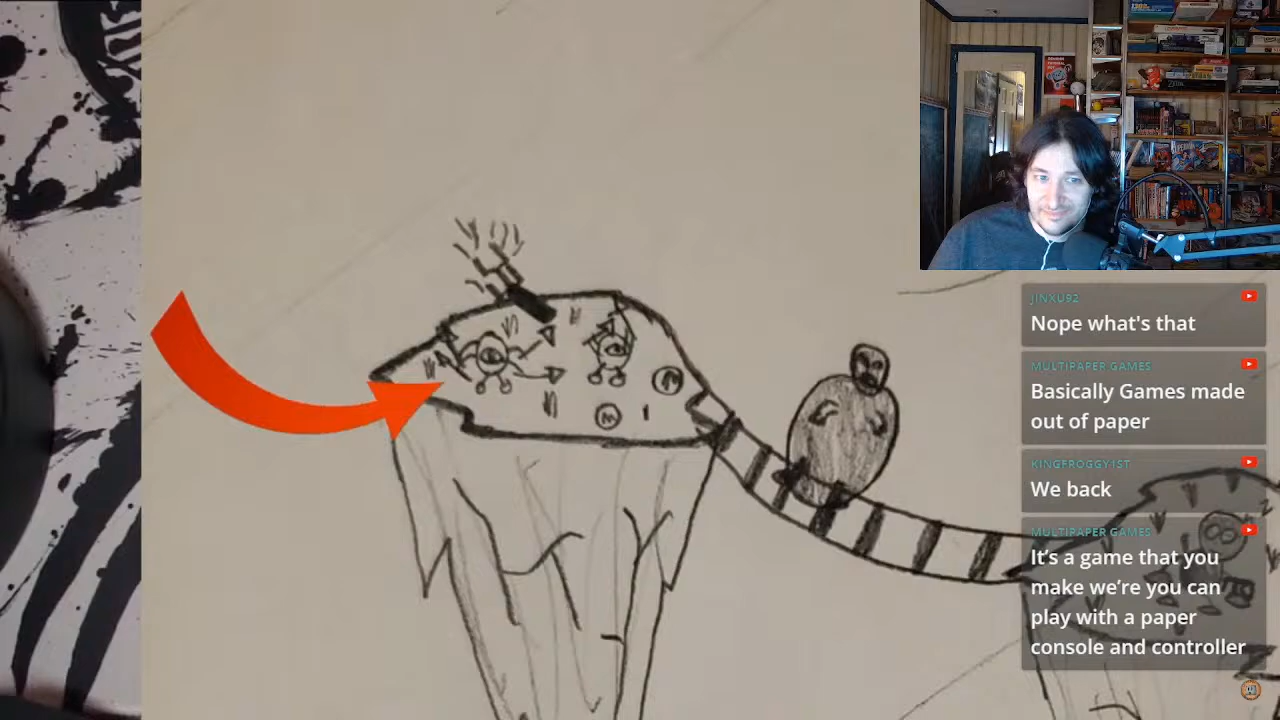 JINXU92
Nope what's that
MULTIPAPER GAMES
Basically Games made
out of paper
KINGFROGGY1ST
We back
MULTIPAPER GAMES
It's a game that you
make we're you can
play with a paper
console and controller
M
M